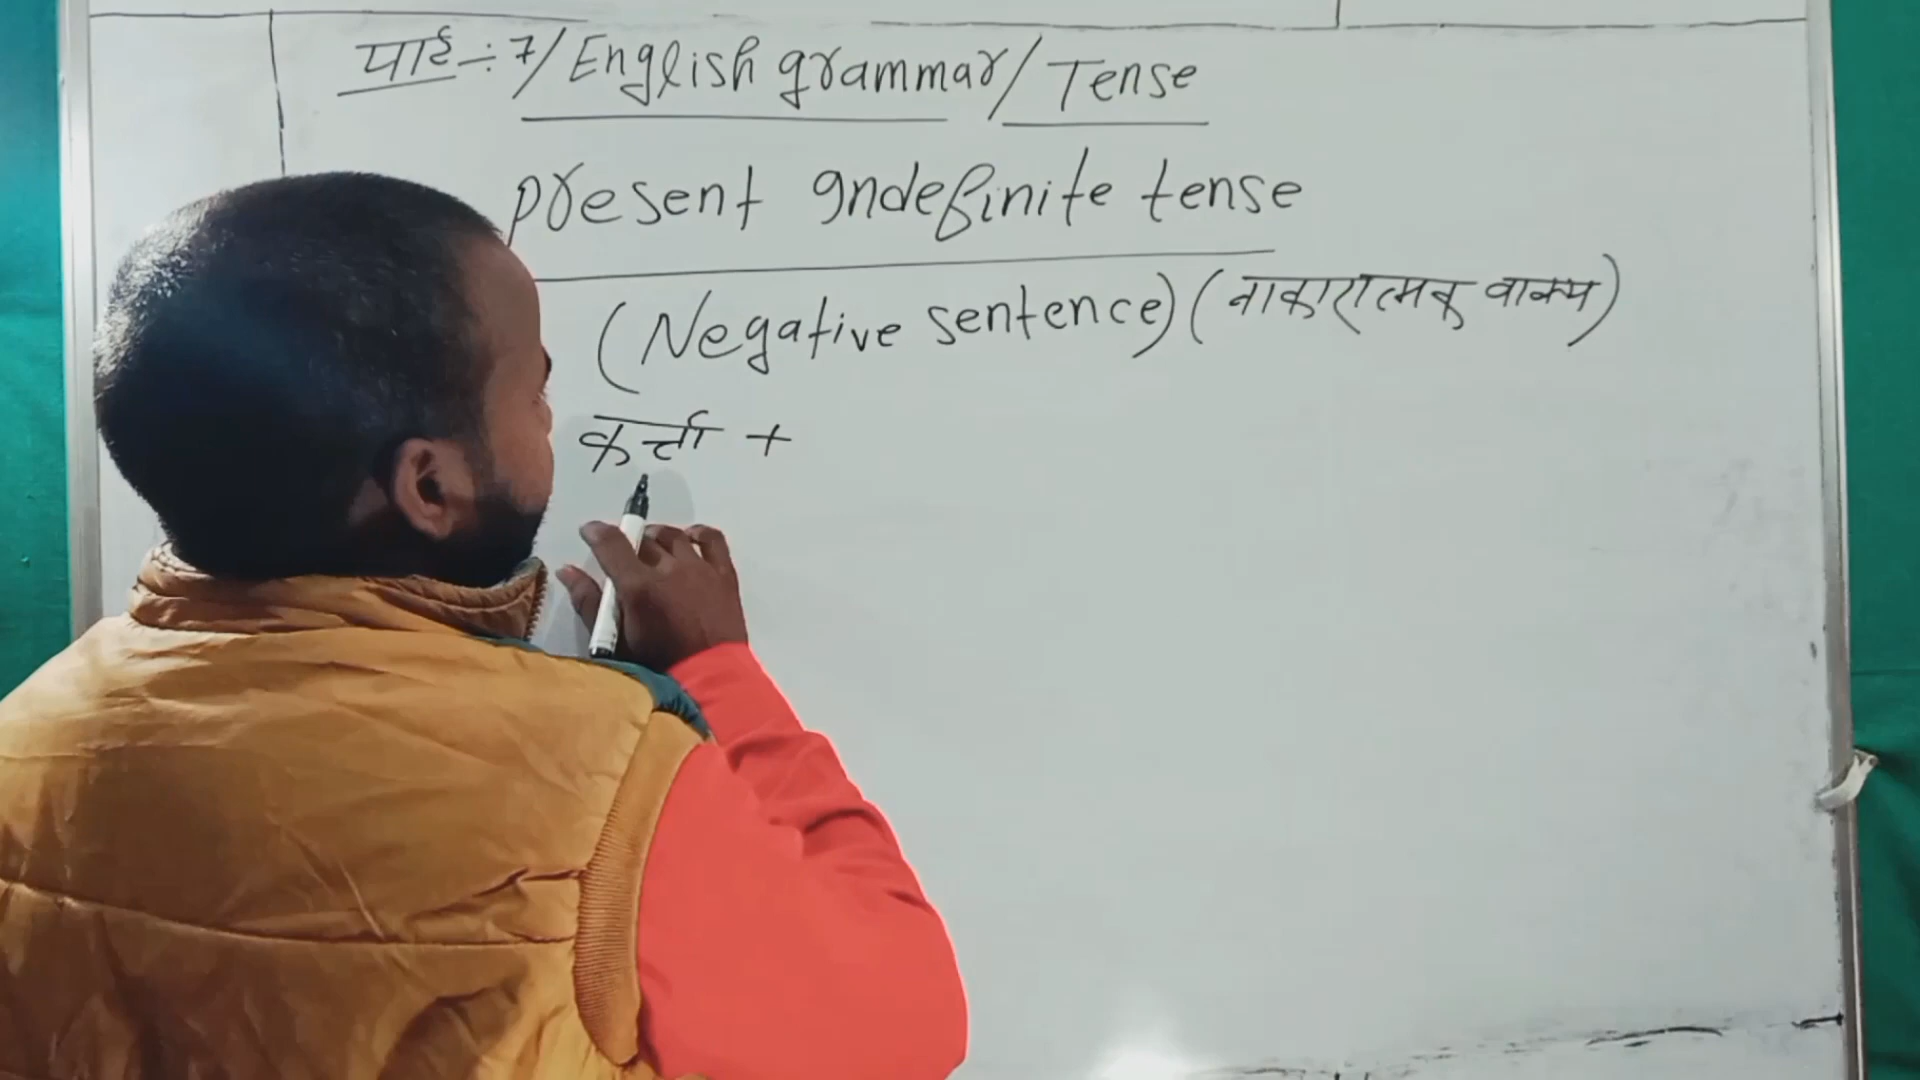 पार्ट ÷ 7/English grammar/Tense
present Indefinite tense
(Negative sentence) (नाकारात्मक वाक्य)
कर्त्ता +